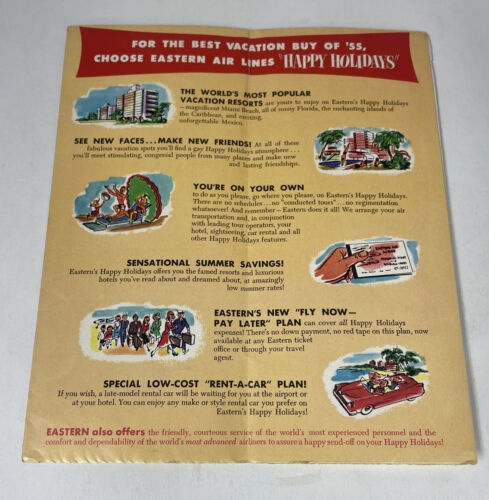 FOR THE BEST VACATION BUY OF '55,
CHOOSE EASTERN AIR LINES "HAPPY HOLIDAYS"
THE WORLD'S MOST POPULAR
VACATION RESORTS are yours to enjoy on Eastern's Happy Holidays
—magnificent Miami Beach, all of sunny Florida, the enchanting islands of
the Caribbean, and exciting,
unforgettable Mexico.
SEE NEW FACES...MAKE NEW FRIENDS! At all of these
fabulous vacation spots you'll find a gay Happy Holidays atmosphere...
you'll meet stimulating, congenial people from many places and make new
and lasting friendships.
YOU'RE ON YOUR OWN
to do as you please, go where you please, on Eastern's Happy Holidays.
There are no schedules...no "conducted tours"...no regimentation
whatsoever! And remember—Eastern does it all! We arrange your air
transportation and, in conjunction
with leading tour operators, your
hotel, sightseeing, car rental and all
other Happy Holidays features.
SENSATIONAL SUMMER SAVINGS!
Eastern's Happy Holidays offers you the famed resorts and luxurious
hotels you've read about and dreamed about, at amazingly
low summer rates!
EASTERN'S NEW "FLY NOW—
PAY LATER" PLAN can cover all Happy Holidays
expenses! There's no down payment, no red tape on this plan, now
available at any Eastern ticket
office or through your travel
agent.
SPECIAL LOW-COST "RENT-A-CAR" PLAN!
If you wish, a late-model rental car will be waiting for you at the airport or
at your hotel. You can enjoy any make or style rental car you prefer on
Eastern's Happy Holidays!
EASTERN also offers the friendly, courteous service of the world's most experienced personnel and the
comfort and dependability of the world's most advanced airliners to assure a happy send-off on your Happy Holidays!